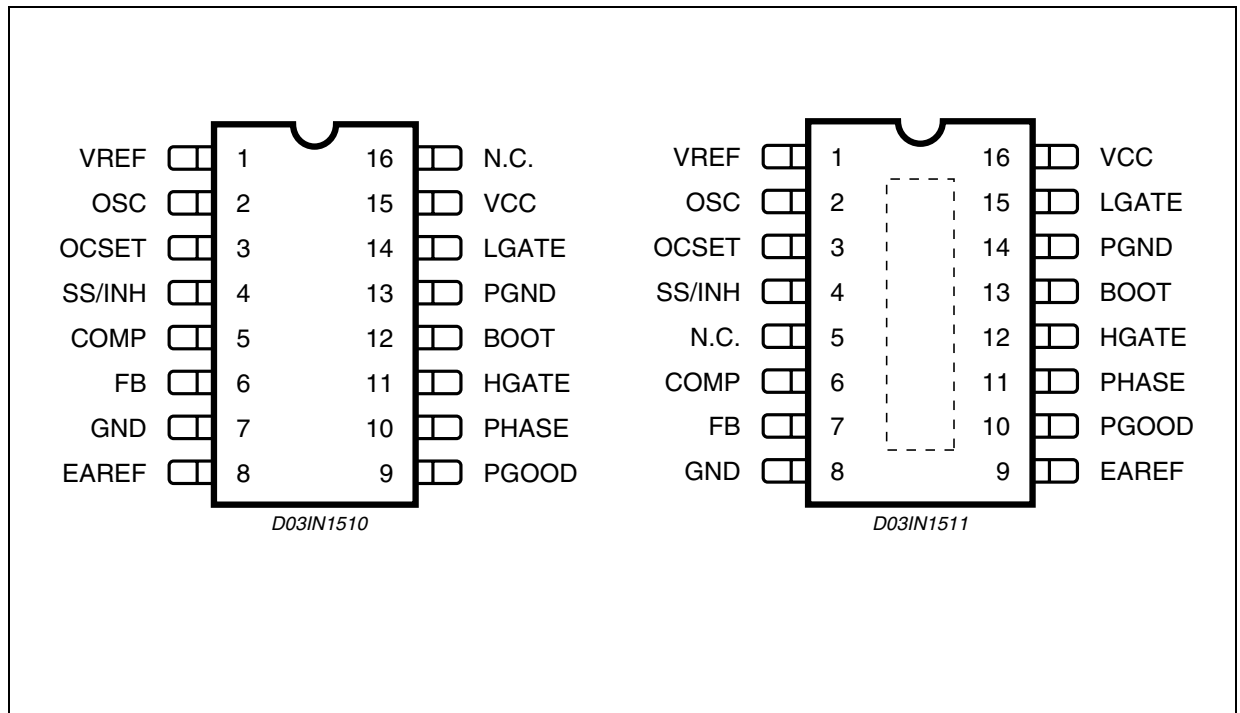 VREF 1 16 N.C.
OSC 2 15 VCC
OCSET 3 14 LGATE
SS/INH 4 13 PGND
COMP 5 12 BOOT
FB 6 11 HGATE
GND 7 10 PHASE
EAREF 8 9 PGOOD
D03IN1510
VREF 1 16 VCC
OSC 2 15 LGATE
OCSET 3 14 PGND
SS/INH 4 13 BOOT
N.C. 5 12 HGATE
COMP 6 11 PHASE
FB 7 10 PGOOD
GND 8 9 EAREF
D03IN1511